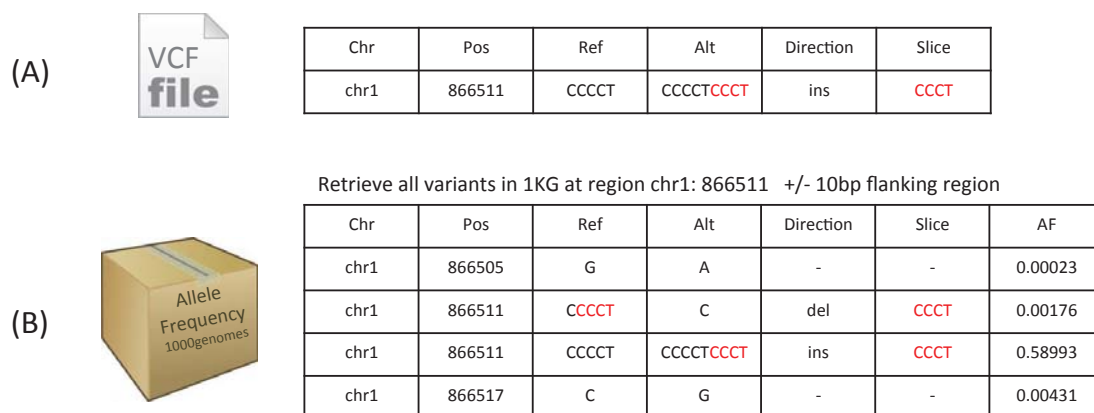 (A)
VCF
file
Chr Pos Ref Alt Direction Slice
chr1 866511 CCCCT CCCCTCCCT ins CCCT
Retrieve all variants in 1KG at region chr1: 866511 +/- 10bp flanking region
(B)
Allele
Frequency
1000genomes
Chr Pos Ref Alt Direction Slice AF
chr1 866505 G A - - 0.00023
chr1 866511 CCCCT C del CCCT 0.00176
chr1 866511 CCCCT CCCCTCCCT ins CCCT 0.58993
chr1 866517 C G - - 0.00431